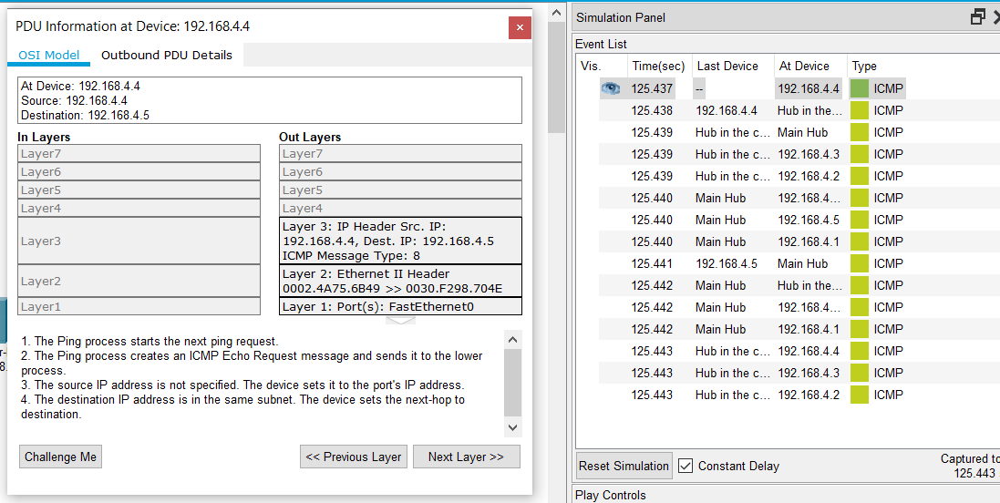 PDU Information at Device: 192.168.4.4
OSI Model Outbound PDU Details
At Device: 192.168.4.4
Source: 192.168.4.4
Destination: 192.168.4.5
In Layers Out Layers
Layer7 Layer7
Layer6 Layer6
Layer5 Layer5
Layer4 Layer4
Layer3
Layer 3: IP Header Src. IP:
192.168.4.4, Dest. IP: 192.168.4.5
ICMP Message Type: 8
Layer2
Layer 2: Ethernet II Header
0002.4A75.6B49 >> 0030.F298.704E
Layer1 Layer 1: Port(s): FastEthernet0
1. The Ping process starts the next ping request.
2. The Ping process creates an ICMP Echo Request message and sends it to the lower
process.
3. The source IP address is not specified. The device sets it to the port's IP address.
4. The destination IP address is in the same subnet. The device sets the next-hop to
destination.
Challenge Me << Previous Layer Next Layer >>
r-
8.
Simulation Panel
Event List
Vis. Time(sec) Last Device At Device Type
125.437 -- 192.168.4.4 ICMP
125.438 192.168.4.4 Hub in the... ICMP
125.439 Hub in the c... Main Hub ICMP
125.439 Hub in the c... 192.168.4.3 ICMP
125.439 Hub in the c... 192.168.4.2 ICMP
125.440 Main Hub 192.168.4... ICMP
125.440 Main Hub 192.168.4.5 ICMP
125.440 Main Hub 192.168.4.1 ICMP
125.441 192.168.4.5 Main Hub ICMP
125.442 Main Hub Hub in the... ICMP
125.442 Main Hub 192.168.4... ICMP
125.442 Main Hub 192.168.4.1 ICMP
125.443 Hub in the c... 192.168.4.4 ICMP
125.443 Hub in the c... 192.168.4.3 ICMP
125.443 Hub in the c... 192.168.4.2 ICMP
Reset Simulation Constant Delay
Captured to
125.443
Play Controls